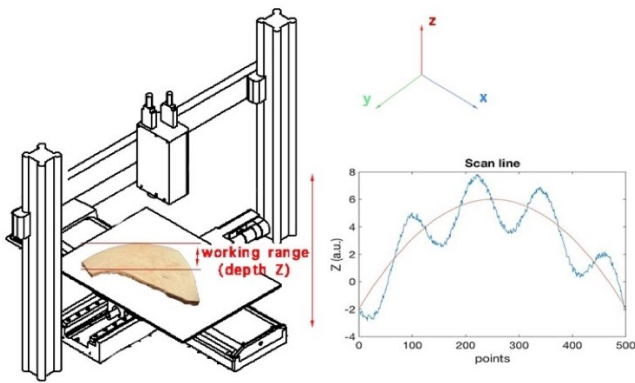 z
y
x
working range
(depth Z)
Scan line
Z (a.u.)
8
6
4
2
0
-2
-4
0
100
200
300
400
500
points